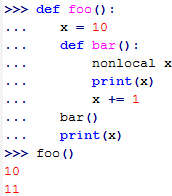 >>> def foo():
...     x = 10
...     def bar():
...         nonlocal x
...         print(x)
...         x += 1
...     bar()
...     print(x)
>>> foo()
10
11